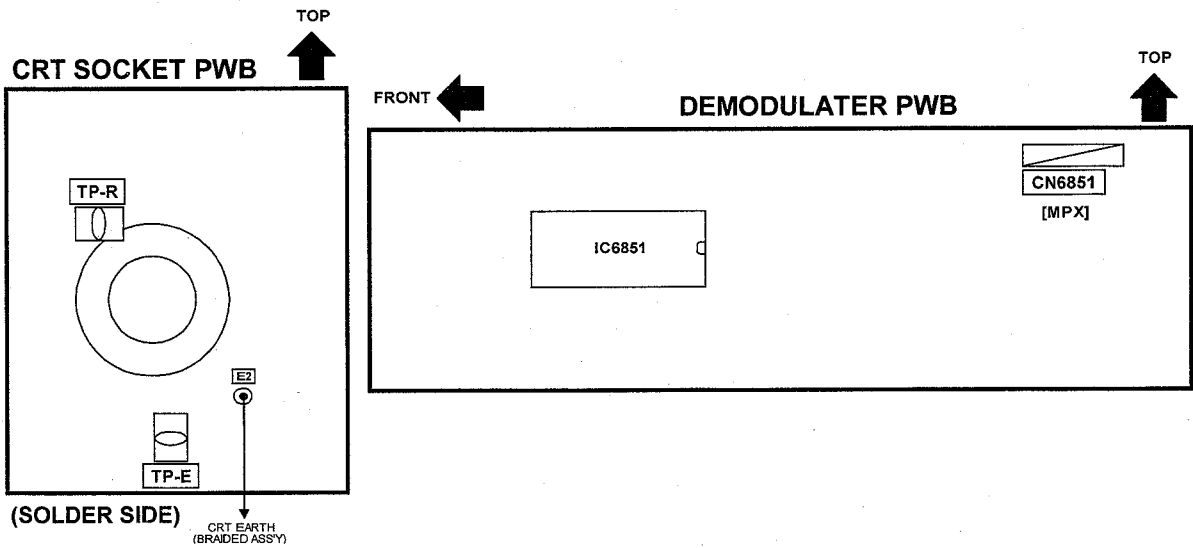 TOP
CRT SOCKET PWB
TP-R
E2
TP-E
(SOLDER SIDE)
CRT EARTH
(BRAIDED ASS'Y)
TOP
FRONT
DEMODULATER PWB
CN6851
[MPX]
IC6851